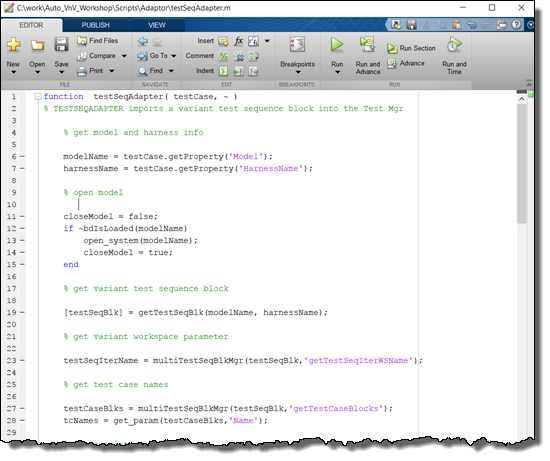 C:\work\Auto_VnV_Workshop\Scripts\Adaptor\testSeqAdapter.m
EDITOR PUBLISH VIEW
New Open Save Find Files Compare Print Go To Find Insert fx Comment % Indent Breakpoints Run Run and Advance Run Section Advance Run and Time
FILE NAVIGATE EDIT BREAKPOINTS RUN
1 function testSeqAdapter( testCase, ~ )
2 % TESTSEQADAPTER imports a variant test sequence block into the Test Mgr
3
4 % get model and harness info
5
6 modelName = testCase.getProperty('Model');
7 harnessName = testCase.getProperty('HarnessName');
8
9 % open model
10
11 closeModel = false;
12 if ~bdIsLoaded(modelName)
13 open_system(modelName);
14 closeModel = true;
15 end
16
17 % get variant test sequence block
18
19 [testSeqBlk] = getTestSeqBlk(modelName, harnessName);
20
21 % get variant workspace parameter
22
23 testSeqIterName = multiTestSeqBlkMgr(testSeqBlk,'getTestSeqIterWSName');
24
25 % get test case names
26
27 testCaseBlks = multiTestSeqBlkMgr(testSeqBlk,'getTestCaseBlocks');
28 tcNames = get_param(testCaseBlks,'Name');
29